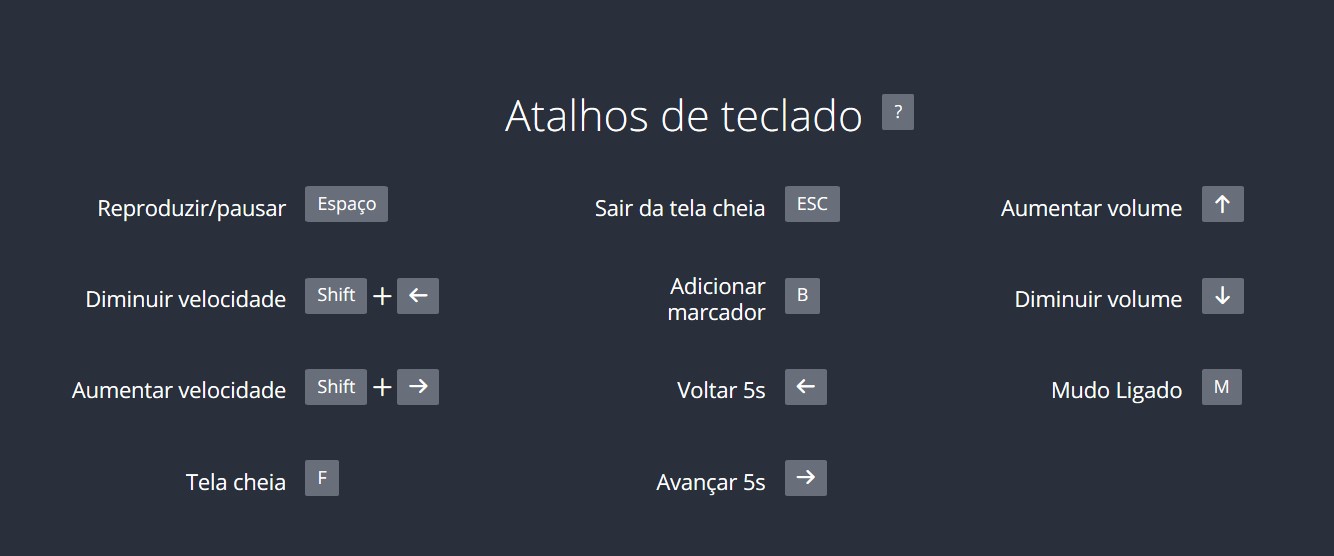 Atalhos de teclado ?
Reproduzir/pausar Espaço
Diminuir velocidade Shift + ←
Aumentar velocidade Shift + →
Tela cheia F
Sair da tela cheia ESC
Adicionar
marcador B
Voltar 5s ←
Avançar 5s →
Aumentar volume ↑
Diminuir volume ↓
Mudo Ligado M